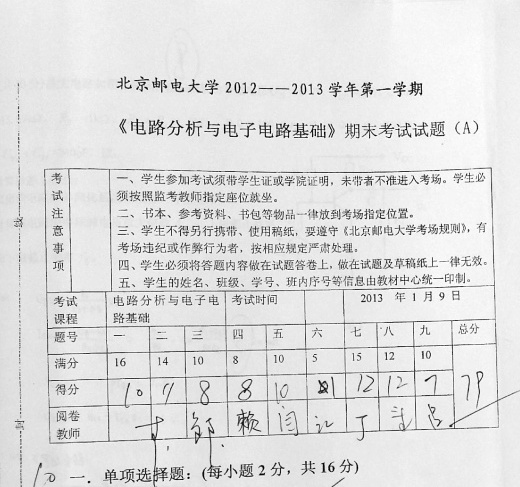 北京邮电大学 2012——2013 学年第一学期
《电路分析与电子电路基础》期末考试试题（A）
考试注意事项
一、学生参加考试须带学生证或学院证明，未带者不准进入考场。学生必
须按照监考教师指定座位就坐。
二、书本、参考资料、书包等物品一律放到考场指定位置。
三、学生不得另行携带、使用稿纸，要遵守《北京邮电大学考场规则》，有
考场违纪或作弊行为者，按相应规定严肃处理。
四、学生必须将答题内容做在试题答卷上，做在试题及草稿纸上一律无效。
五、学生的姓名、班级、学号、班内序号等信息由教材中心统一印制。
考试课程 电路分析与电子电路基础 考试时间 2013 年 1 月 9 日
题号 一 二 三 四 五 六 七 八 九 总分
满分 16 14 10 8 10 5 15 12 10
得分 10 8 8 10 1 12 12 7 79
阅卷教师 赖 闫 丁
10 一．单项选择题：(每小题 2 分，共 16 分)